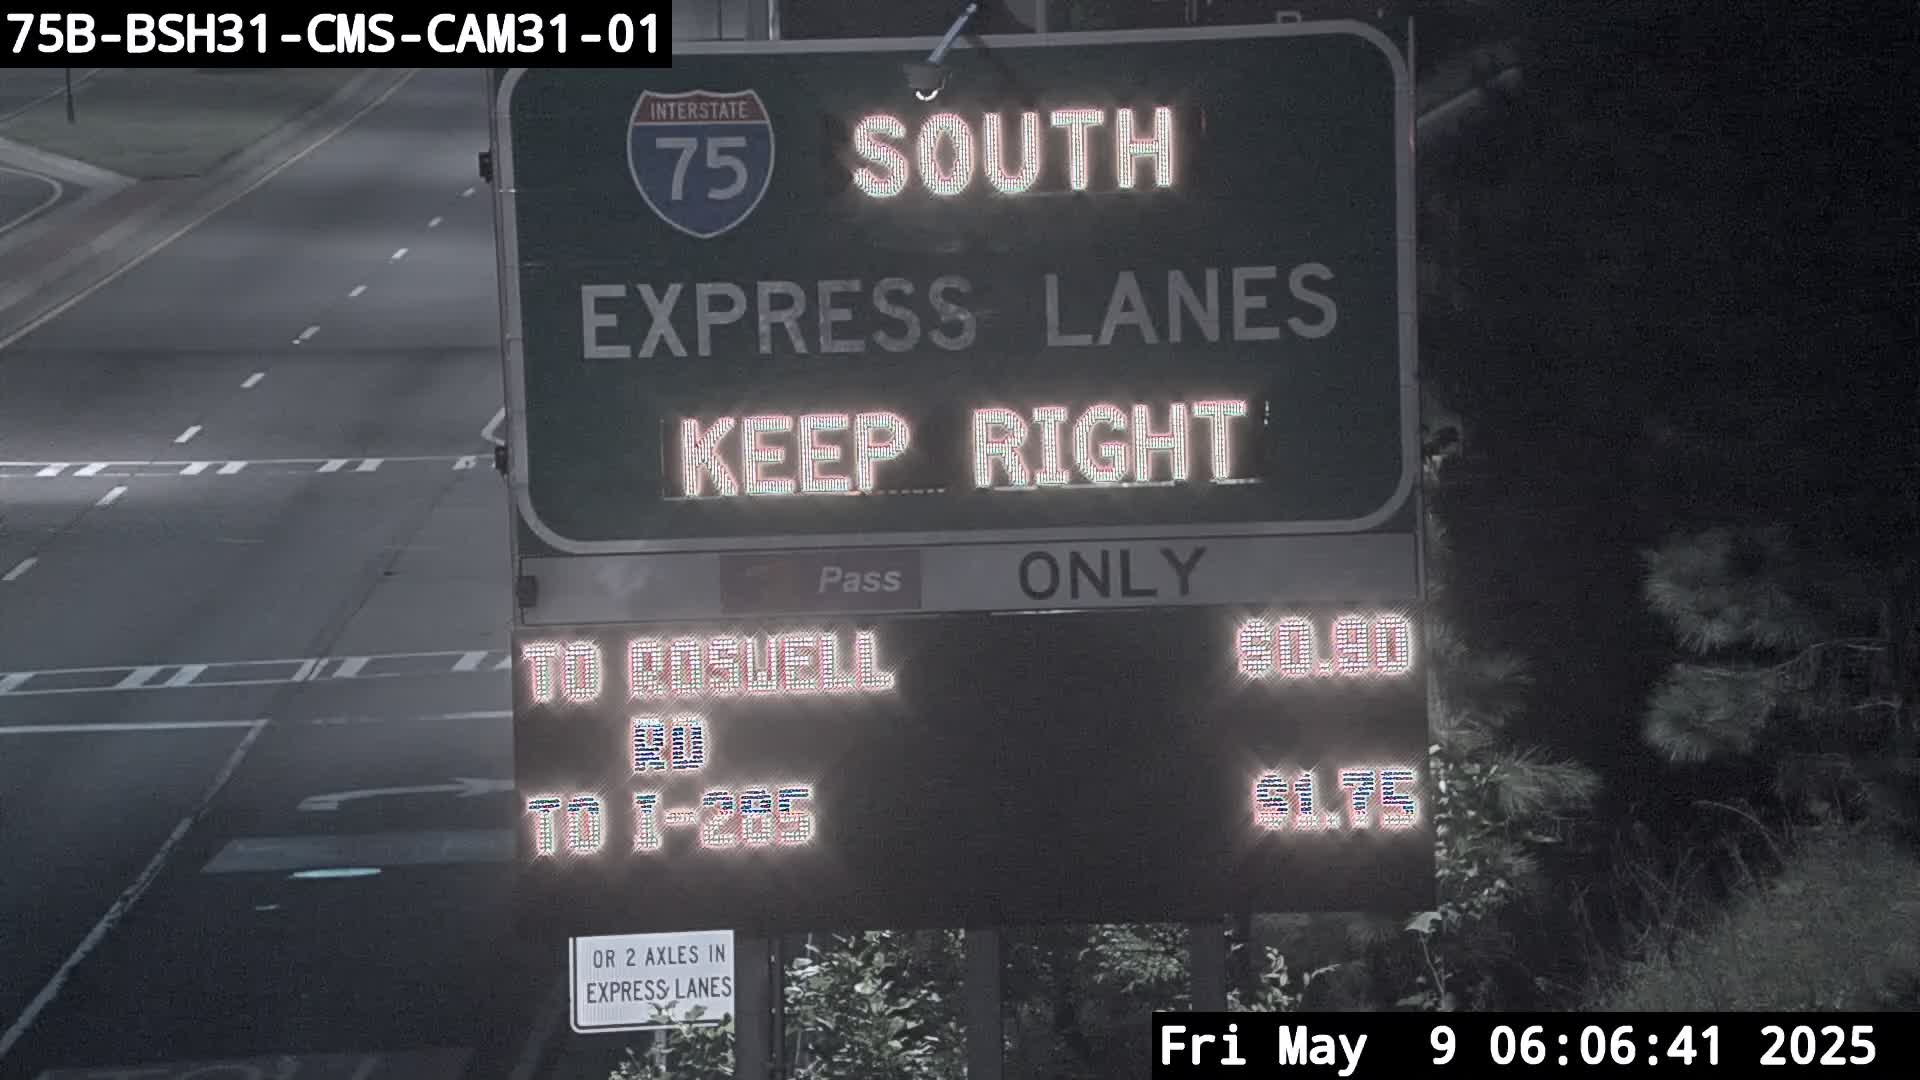 75B-BSH31-CMS-CAM31-01
INTERSTATE
75
SOUTH
EXPRESS LANES
KEEP RIGHT
Pass ONLY
TO ROSWELL $0.90
RD
TO I-285 $1.75
OR 2 AXLES IN
EXPRESS LANES
Fri May 9 06:06:41 2025